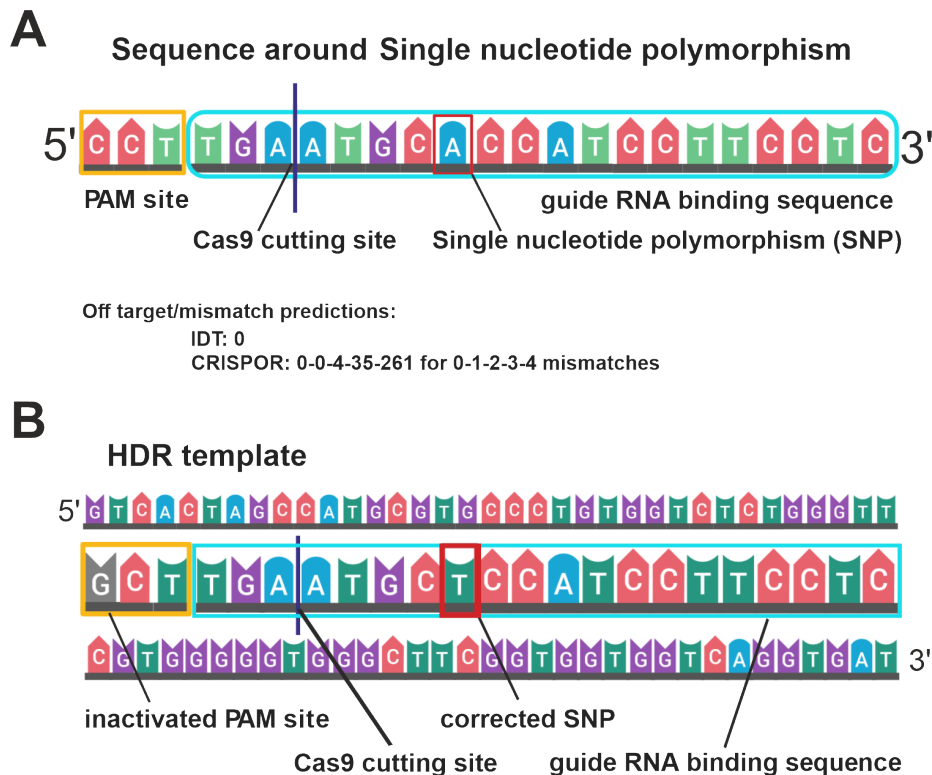 A
Sequence around Single nucleotide polymorphism
5' C C T T G A A T G C A C C A T C C T T C C T C 3'
PAM site
guide RNA binding sequence
Cas9 cutting site
Single nucleotide polymorphism (SNP)
Off target/mismatch predictions:
IDT: 0
CRISPOR: 0-0-4-35-261 for 0-1-2-3-4 mismatches
B
HDR template
5' G T C A C T A G C C A T G C G T G C C C T G T G G T C T C T G G G T T
G C T T G A A T G C T C C A T C C T T C C T C
C G T G G G G G T G G G C T T C G G T G G T G G T C A G G T G A T 3'
inactivated PAM site
corrected SNP
Cas9 cutting site
guide RNA binding sequence